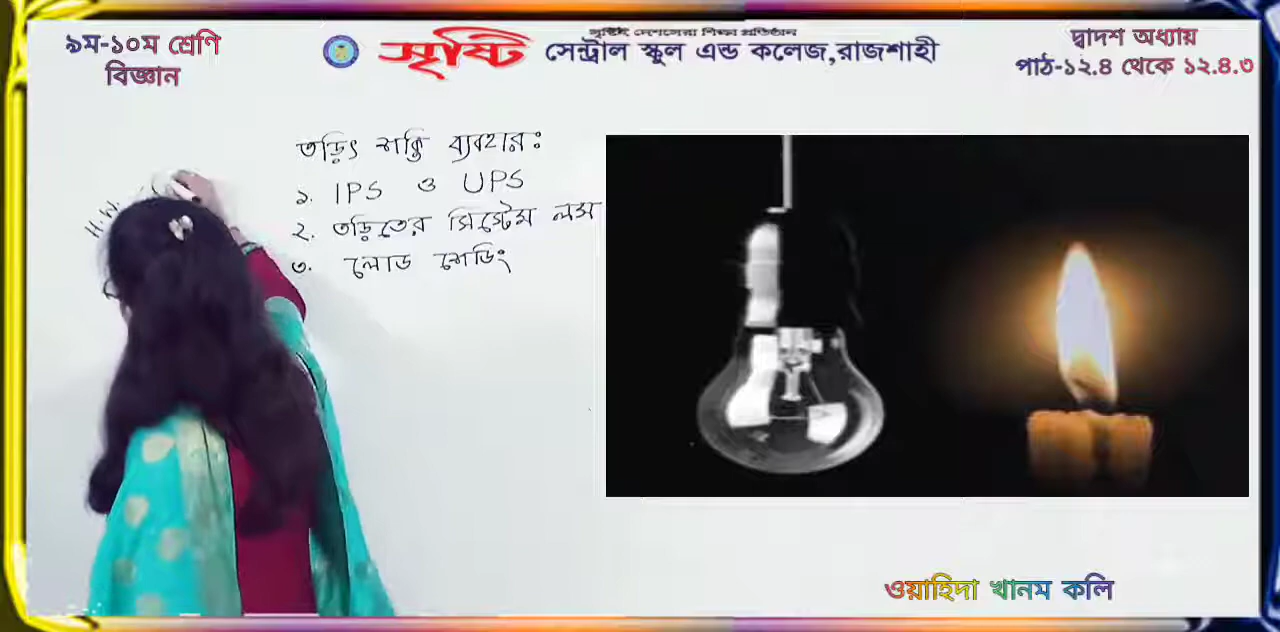 ৯ম-১০ম শ্রেণি
বিজ্ঞান
সৃষ্টি
সেন্ট্রাল স্কুল এন্ড কলেজ,রাজশাহী
দ্বাদশ অধ্যায়
পাঠ-১২.৪ থেকে ১২.৪.৩
তড়িৎ শক্তি ব্যবহারঃ
১. IPS ও UPS
২. তড়িতের সিস্টেম লস
৩. লোড শেডিং
H.W.
ওয়াহিদা খানম কলি